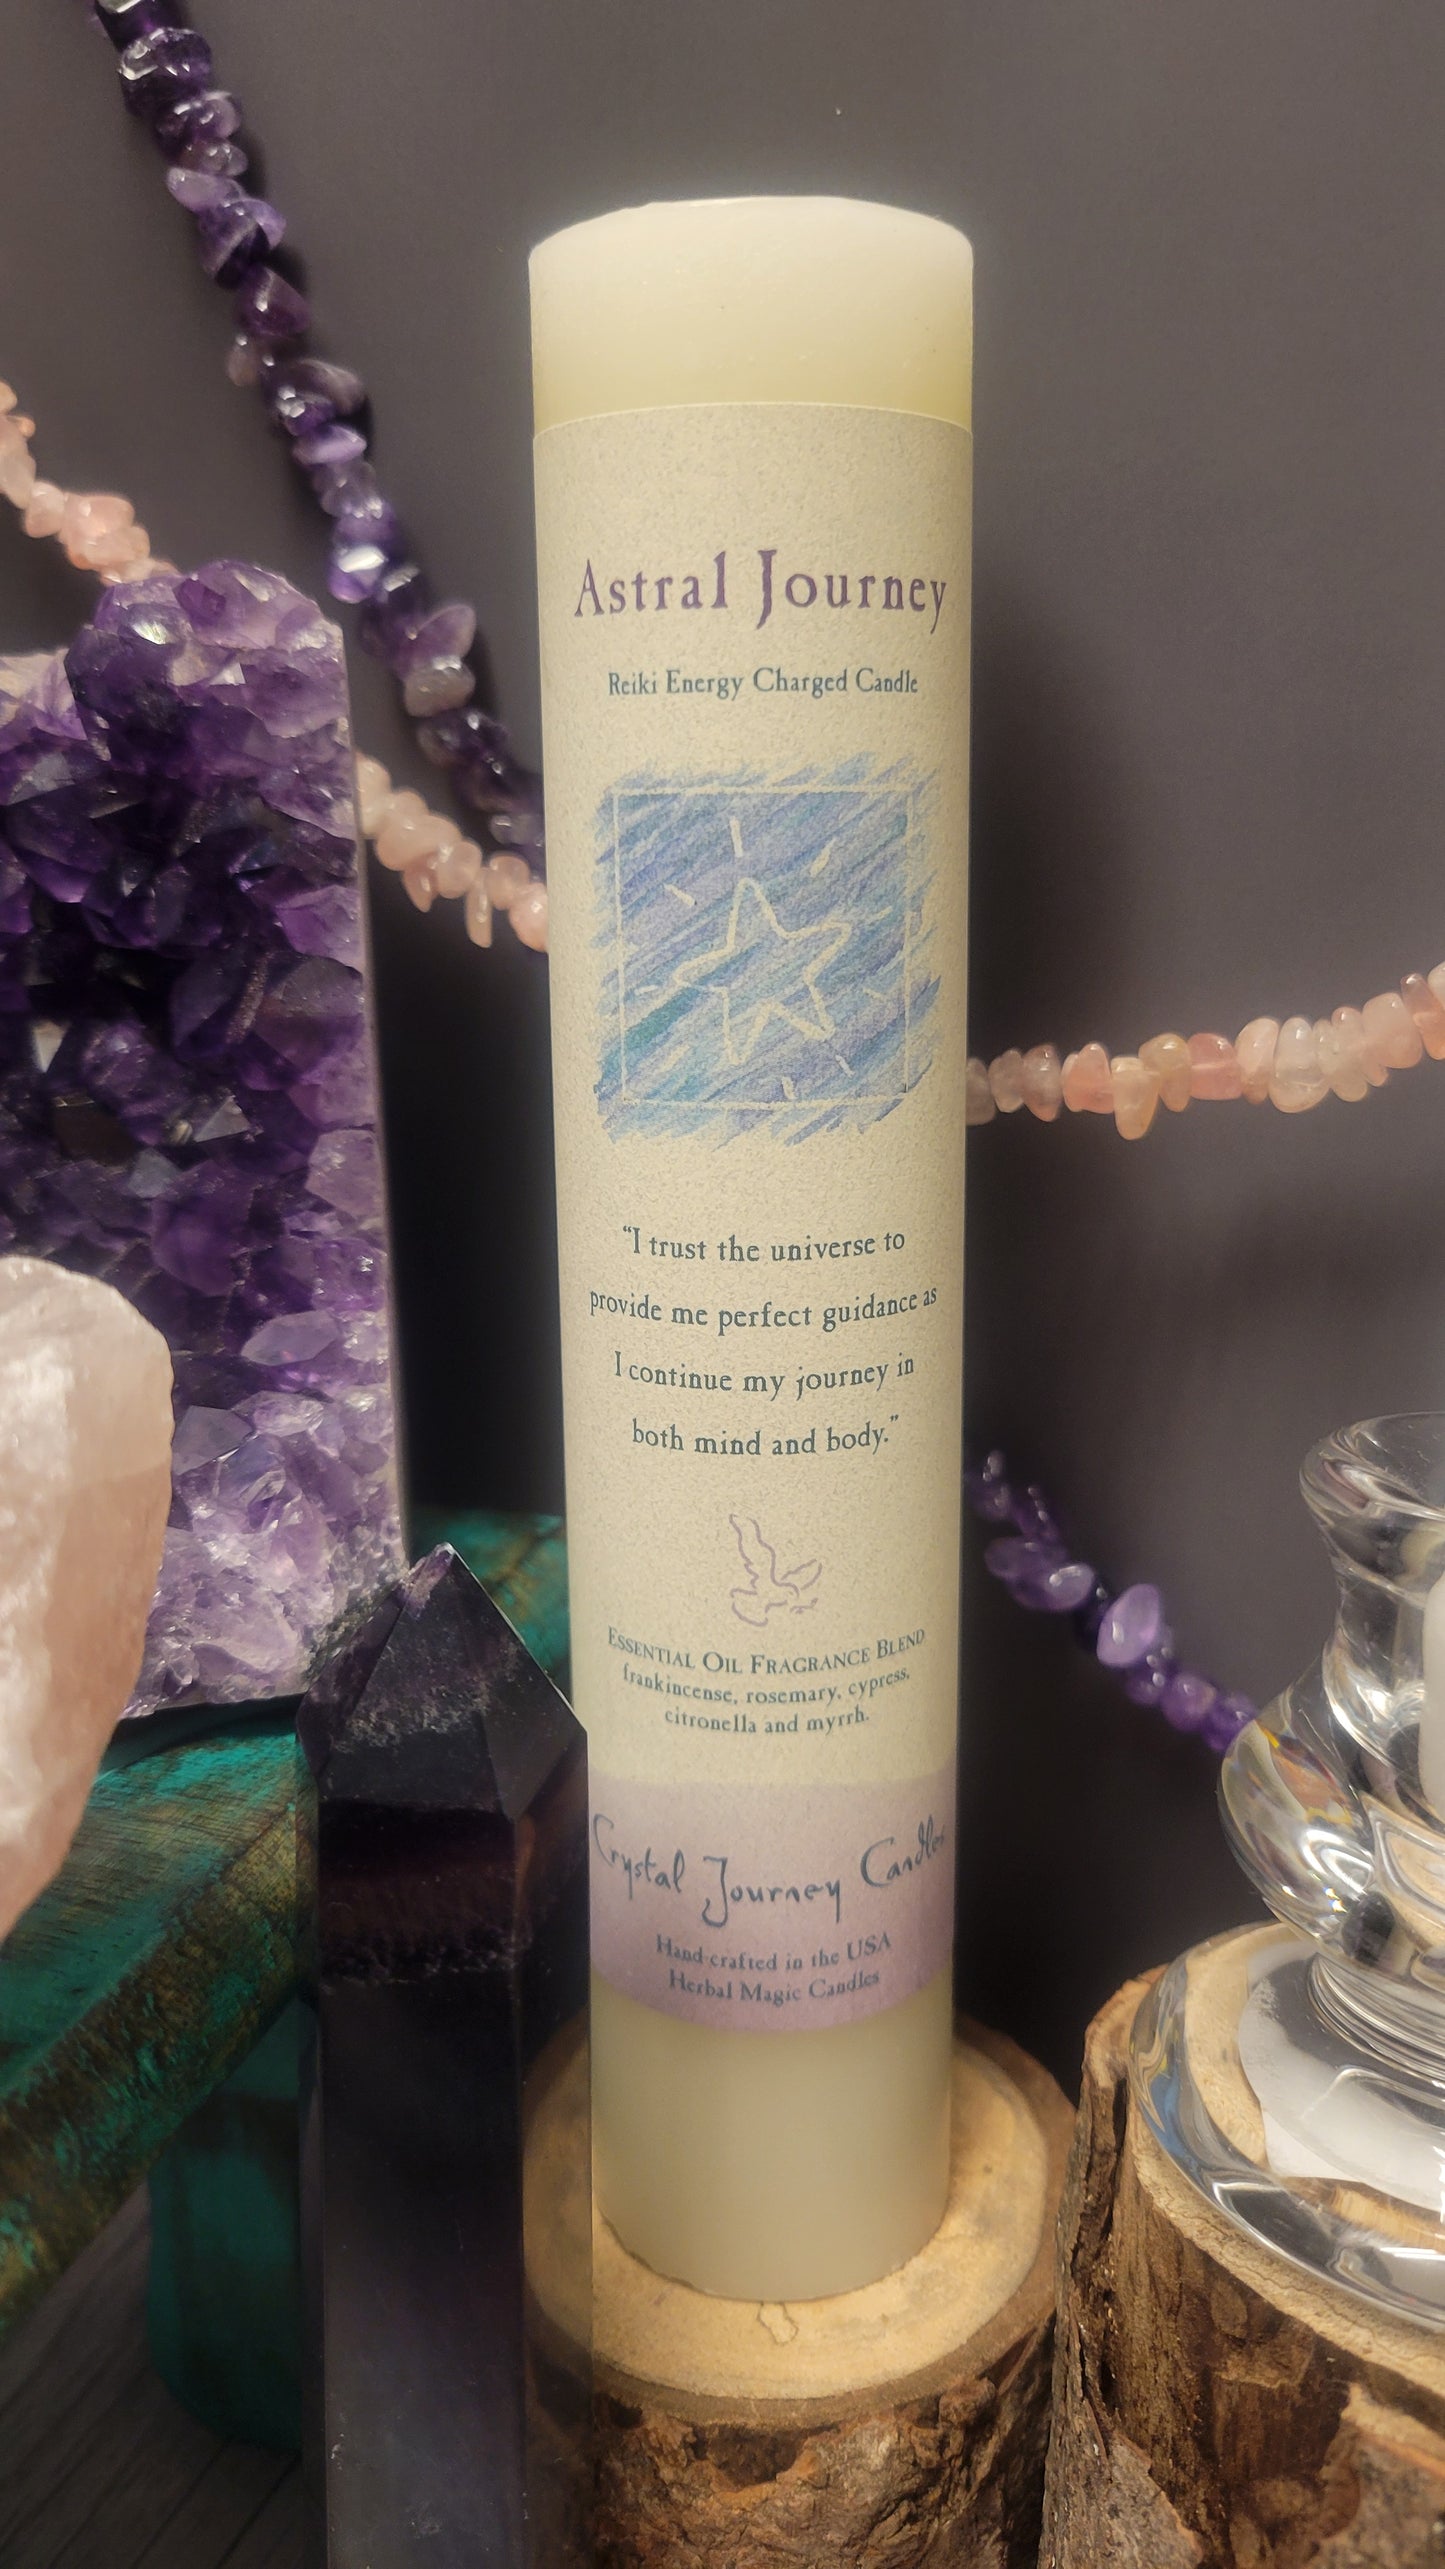 Astral Journey
Reiki Energy Charged Candle
“I trust the universe to
provide me perfect guidance as
I continue my journey in
both mind and body.”
Essential Oil Fragrance Blend
frankincense, rosemary, cypress,
citronella and myrrh.
Crystal Journey Candles
Hand-crafted in the USA
Herbal Magic Candles